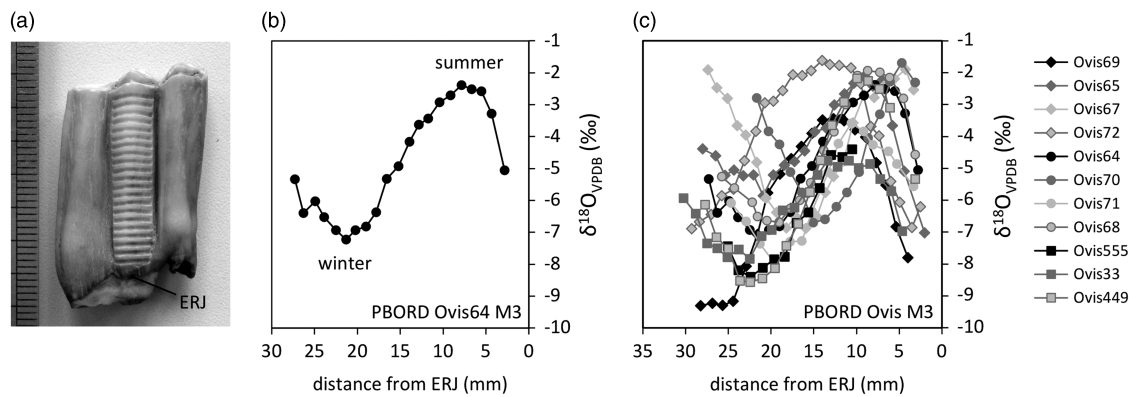 (a)
ERJ
(b)
summer
winter
PBORD Ovis64 M3
-1
-2
-3
-4
-5
-6
-7
-8
-9
-10
δ¹⁸O_VPDB (‰)
30 25 20 15 10 5 0
distance from ERJ (mm)
(c)
PBORD Ovis M3
-1
-2
-3
-4
-5
-6
-7
-8
-9
-10
δ¹⁸O_VPDB (‰)
35 30 25 20 15 10 5 0
distance from ERJ (mm)
Ovis69
Ovis65
Ovis67
Ovis72
Ovis64
Ovis70
Ovis71
Ovis68
Ovis555
Ovis33
Ovis449